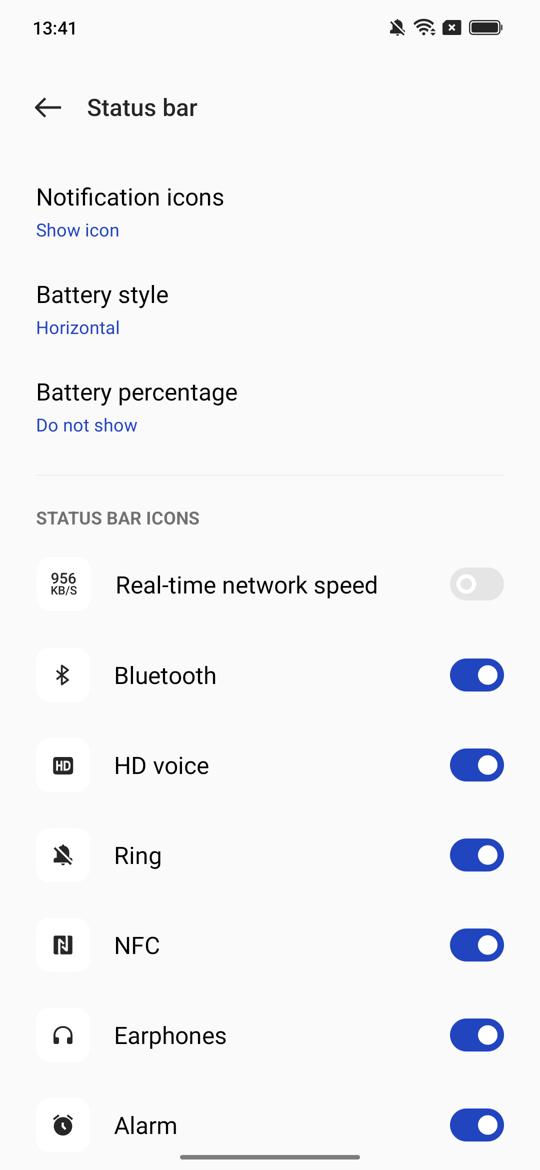 13:41
Status bar
Notification icons
Show icon
Battery style
Horizontal
Battery percentage
Do not show
STATUS BAR ICONS
956
KB/S
Real-time network speed
Bluetooth
HD
HD voice
Ring
NFC
Earphones
Alarm